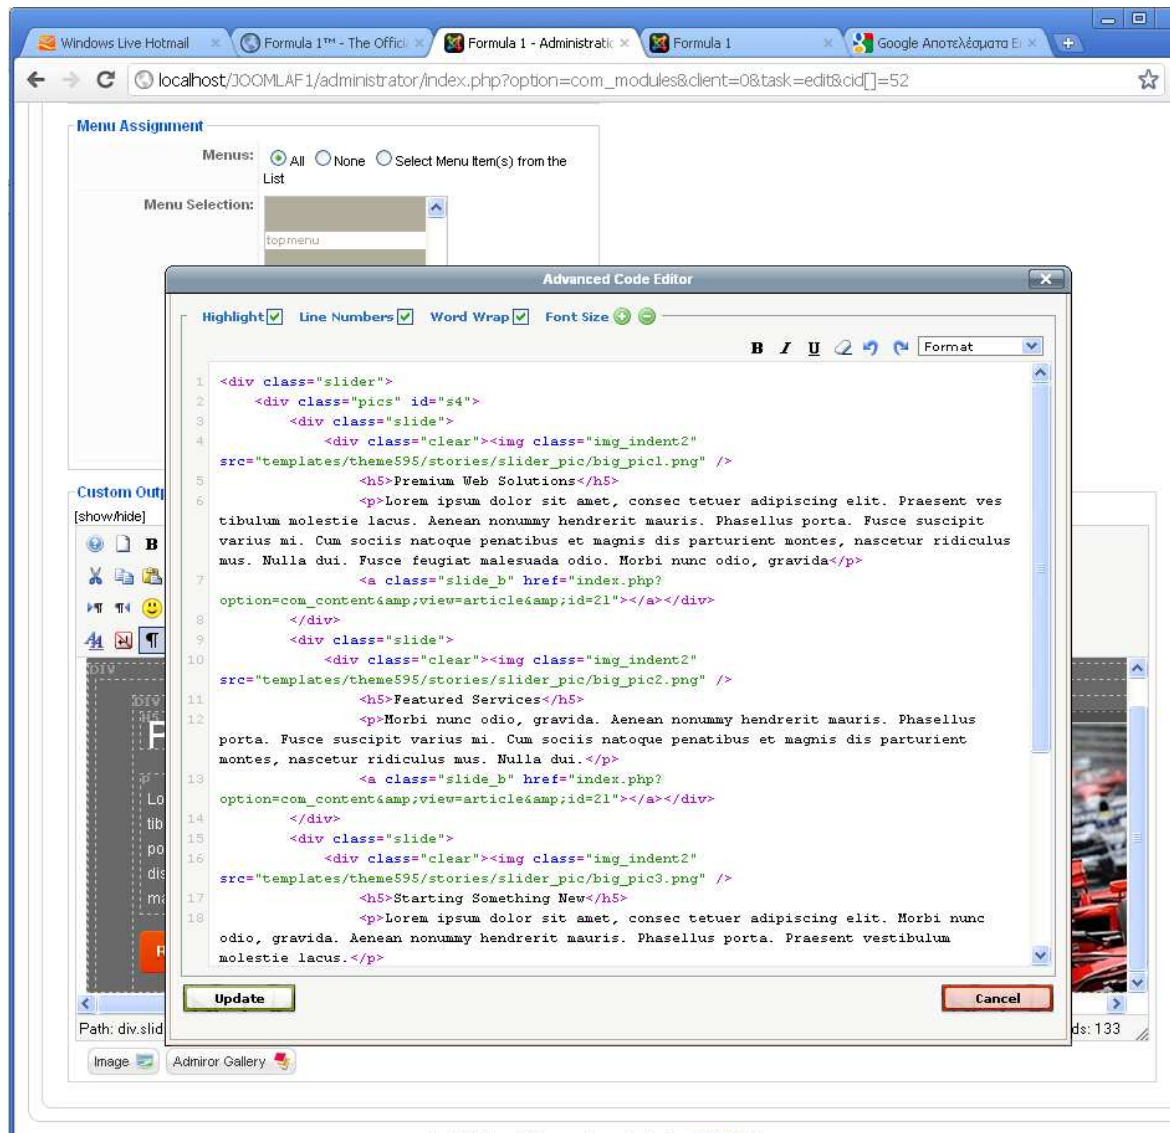 Windows Live Hotmail
Formula 1™ - The Offici
Formula 1 - Administratic
Formula 1
Google Αποτελέσματα Ει
localhost/JOOMLAF1/administrator/index.php?option=com_modules&client=0&task=edit&cid[]=52
Menu Assignment
Menus: All None Select Menu Item(s) from the
List
Menu Selection:
topmenu
Advanced Code Editor
Highlight Line Numbers Word Wrap Font Size
B I U Format
1 <div class="slider">
2 <div class="pics" id="s4">
3 <div class="slide">
4 <div class="clear"><img class="img_indent2"
src="templates/theme595/stories/slider_pic/big_pic1.png" />
5 <h5>Premium Web Solutions</h5>
6 <p>Lorem ipsum dolor sit amet, consec tetuer adipiscing elit. Praesent ves
tibulum molestie lacus. Aenean nonummy hendrerit mauris. Phasellus porta. Fusce suscipit
varius mi. Cum sociis natoque penatibus et magnis dis parturient montes, nascetur ridiculus
mus. Nulla dui. Fusce feugiat malesuada odio. Morbi nunc odio, gravida</p>
7 <a class="slide_b" href="index.php?
option=com_content&amp;view=article&amp;id=21"></a></div>
8 </div>
9 <div class="slide">
10 <div class="clear"><img class="img_indent2"
src="templates/theme595/stories/slider_pic/big_pic2.png" />
11 <h5>Featured Services</h5>
12 <p>Morbi nunc odio, gravida. Aenean nonummy hendrerit mauris. Phasellus
porta. Fusce suscipit varius mi. Cum sociis natoque penatibus et magnis dis parturient
montes, nascetur ridiculus mus. Nulla dui.</p>
13 <a class="slide_b" href="index.php?
option=com_content&amp;view=article&amp;id=21"></a></div>
14 </div>
15 <div class="slide">
16 <div class="clear"><img class="img_indent2"
src="templates/theme595/stories/slider_pic/big_pic3.png" />
17 <h5>Starting Something New</h5>
18 <p>Lorem ipsum dolor sit amet, consec tetuer adipiscing elit. Morbi nunc
odio, gravida. Aenean nonummy hendrerit mauris. Phasellus porta. Praesent vestibulum
molestie lacus.</p>
Update
Cancel
Custom Outp
[show/hide]
B
DIV
DIV
H5
P
Lo
tib
po
dis
ma
R
Path: div.slid
ds: 133
Image
Admiror Gallery